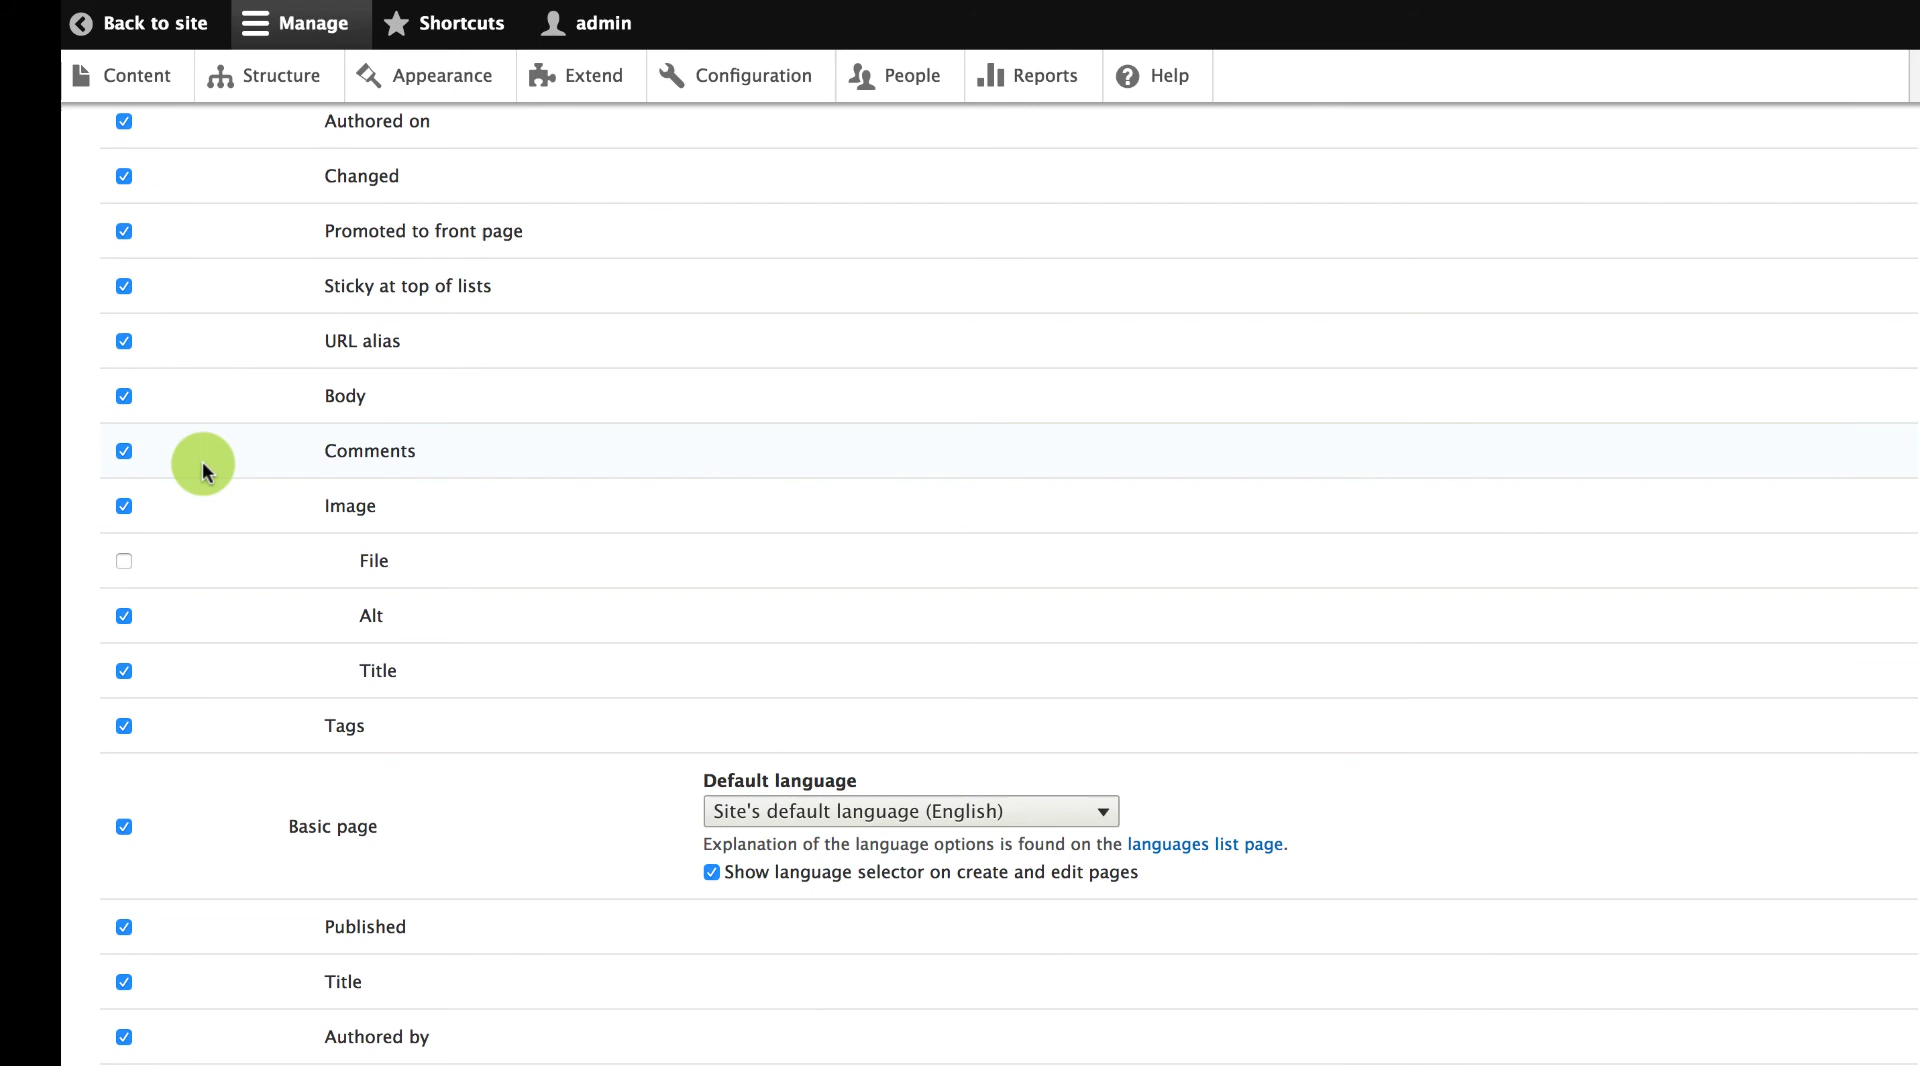 Back to site Manage Shortcuts admin
Content Structure Appearance Extend Configuration People Reports Help
Authored on
Changed
Promoted to front page
Sticky at top of lists
URL alias
Body
Comments
Image
File
Alt
Title
Tags
Default language
Site's default language (English)
Basic page
Explanation of the language options is found on the languages list page.
Show language selector on create and edit pages
Published
Title
Authored by